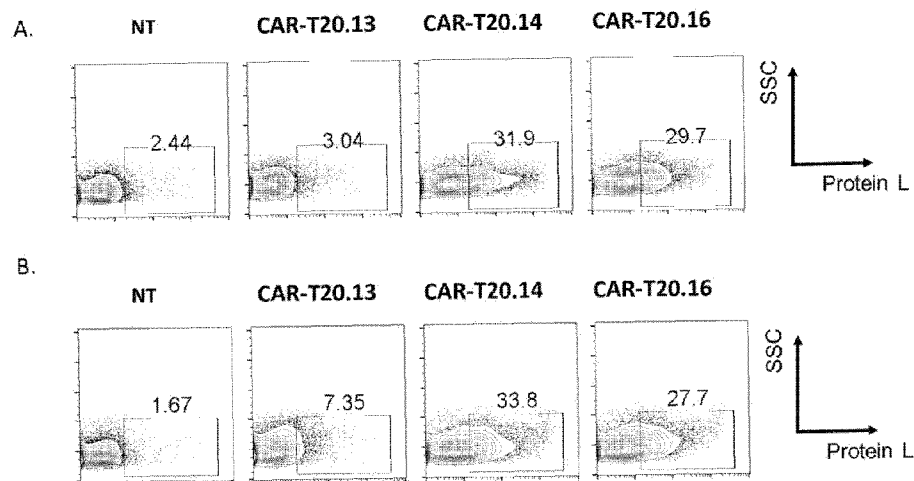 A.
NT CAR-T20.13 CAR-T20.14 CAR-T20.16
2.44 3.04 31.9 29.7
SSC
Protein L
B.
NT CAR-T20.13 CAR-T20.14 CAR-T20.16
1.67 7.35 33.8 27.7
SSC
Protein L